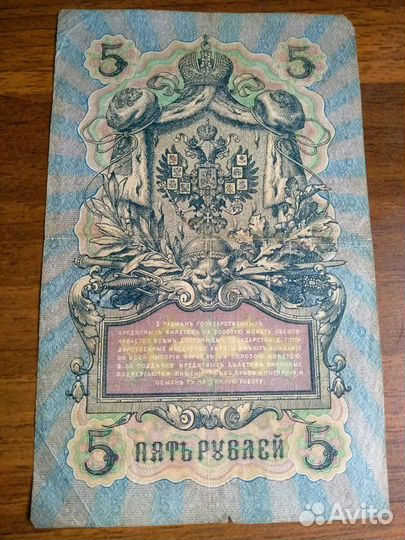 5 5
1. РАЗМѢНЪ ГОСУДАРСТВЕННЫХЪ
КРЕДИТНЫХЪ БИЛЕТОВЪ НА ЗОЛОТУЮ МОНЕТУ ОБЕЗПЕ-
ЧИВАЕТСЯ ВСѢМЪ ДОСТОЯНІЕМЪ ГОСУДАРСТВА. 2. ГОСУ-
ДАРСТВЕННЫЕ КРЕДИТНЫЕ БИЛЕТЫ ИМѢЮТЪ ХОЖДЕНІЕ
ВО ВСЕЙ ИМПЕРІИ НАРАВНѢ СЪ ЗОЛОТОЮ МОНЕТОЮ.
3. ЗА ПОДДѢЛКУ КРЕДИТНЫХЪ БИЛЕТОВЪ ВИНОВНЫЕ
ПОДВЕРГАЮТСЯ ЛИШЕНІЮ ВСѢХЪ ПРАВЪ СОСТОЯНІЯ И
ССЫЛКѢ ВЪ КАТОРЖНУЮ РАБОТУ.
5 ПЯТЬ РУБЛЕЙ 5
Avito